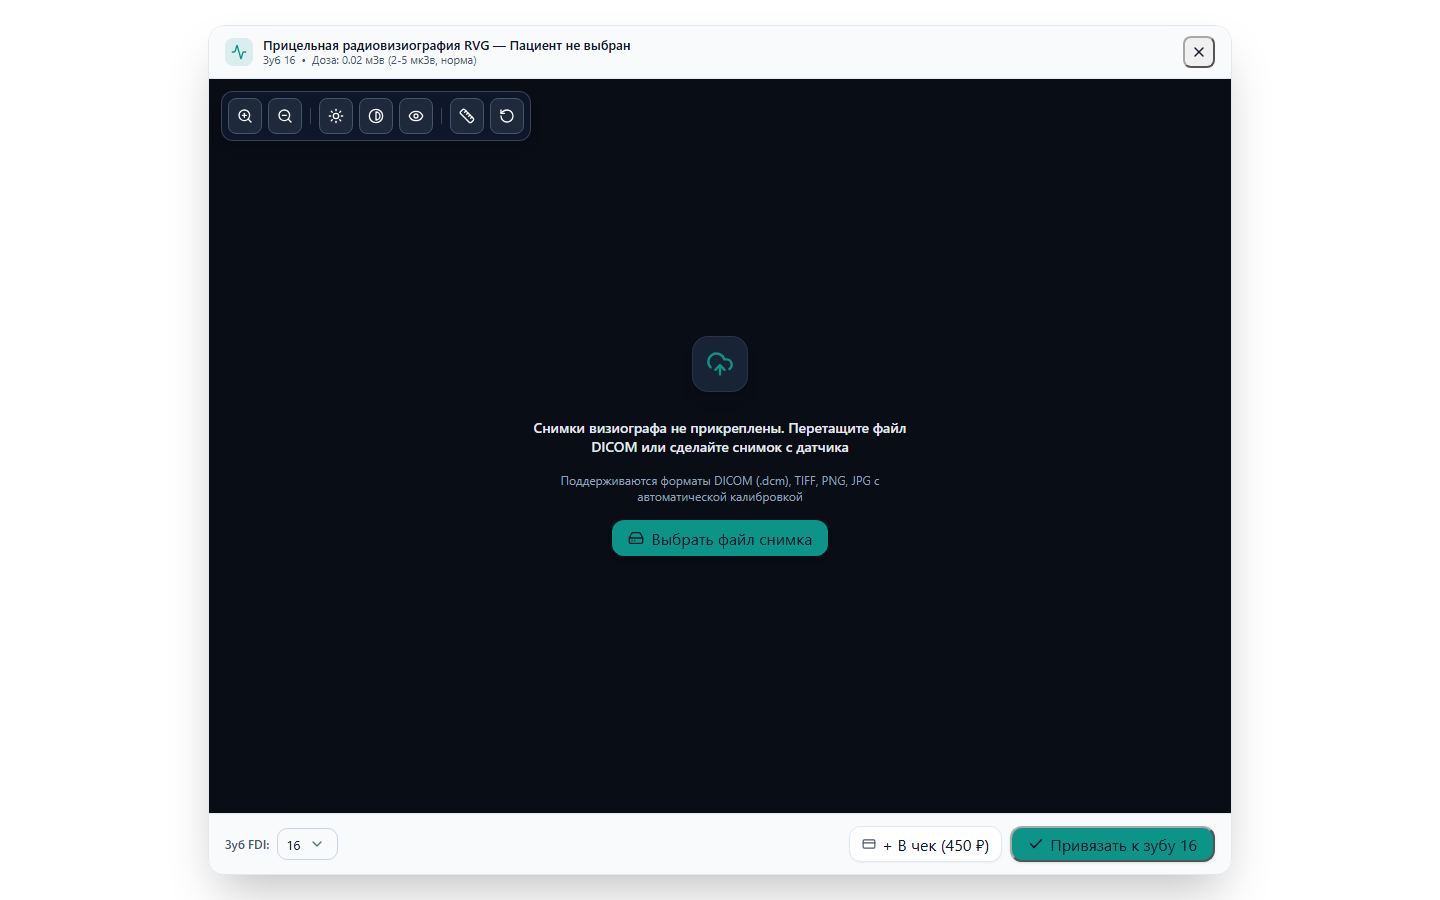 Прицельная радиовизиография RVG — Пациент не выбран
Зуб 16 • Доза: 0.02 мЗв (2-5 мкЗв, норма)
Снимки визиографа не прикреплены. Перетащите файл
DICOM или сделайте снимок с датчика
Поддерживаются форматы DICOM (.dcm), TIFF, PNG, JPG с
автоматической калибровкой
Выбрать файл снимка
Зуб FDI: 16
+ В чек (450 ₽)
Привязать к зубу 16